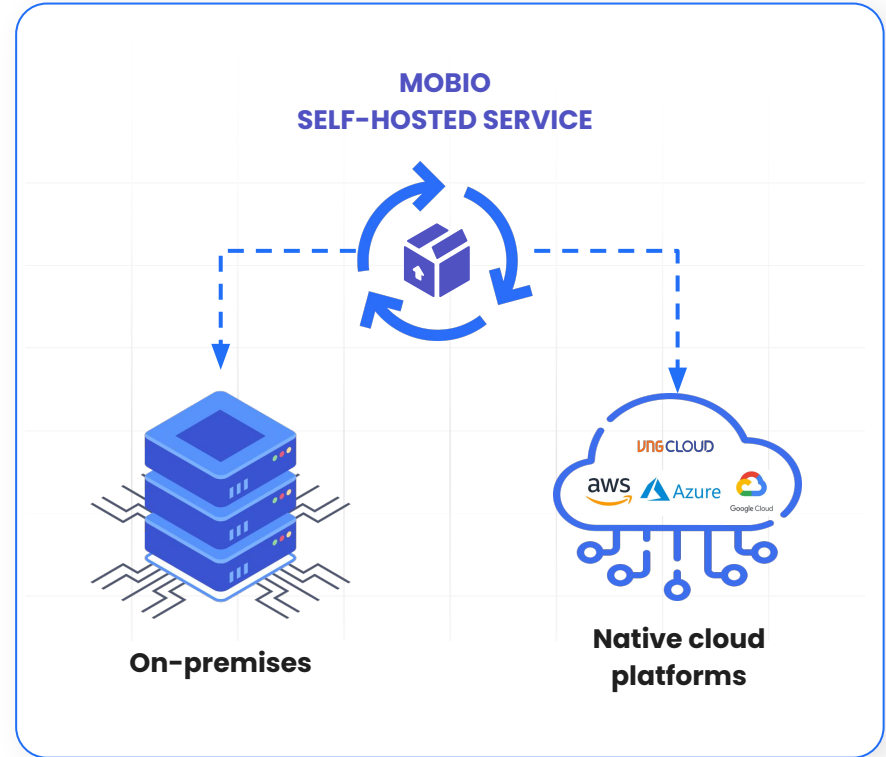 MOBIO
SELF-HOSTED SERVICE
VNG CLOUD
aws
Azure
Google Cloud
On-premises
Native cloud
platforms